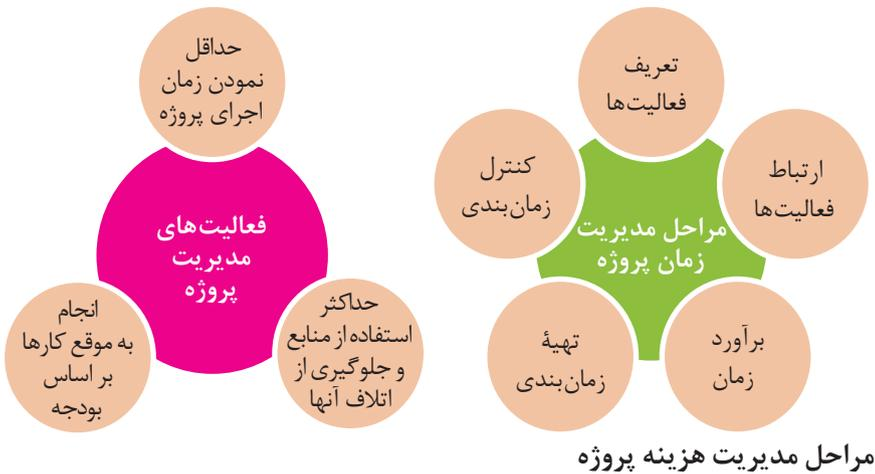 تعریف
فعالیت‌ها
ارتباط
فعالیت‌ها
برآورد
زمان
تهیۀ
زمان‌بندی
کنترل
زمان‌بندی
مراحل مدیریت
زمان پروژه
حداقل
نمودن زمان
اجرای پروژه
حداکثر
استفاده از منابع
و جلوگیری از
اتلاف آنها
انجام
به موقع کارها
بر اساس
بودجه
فعالیت‌های
مدیریت
پروژه
مراحل مدیریت هزینه پروژه